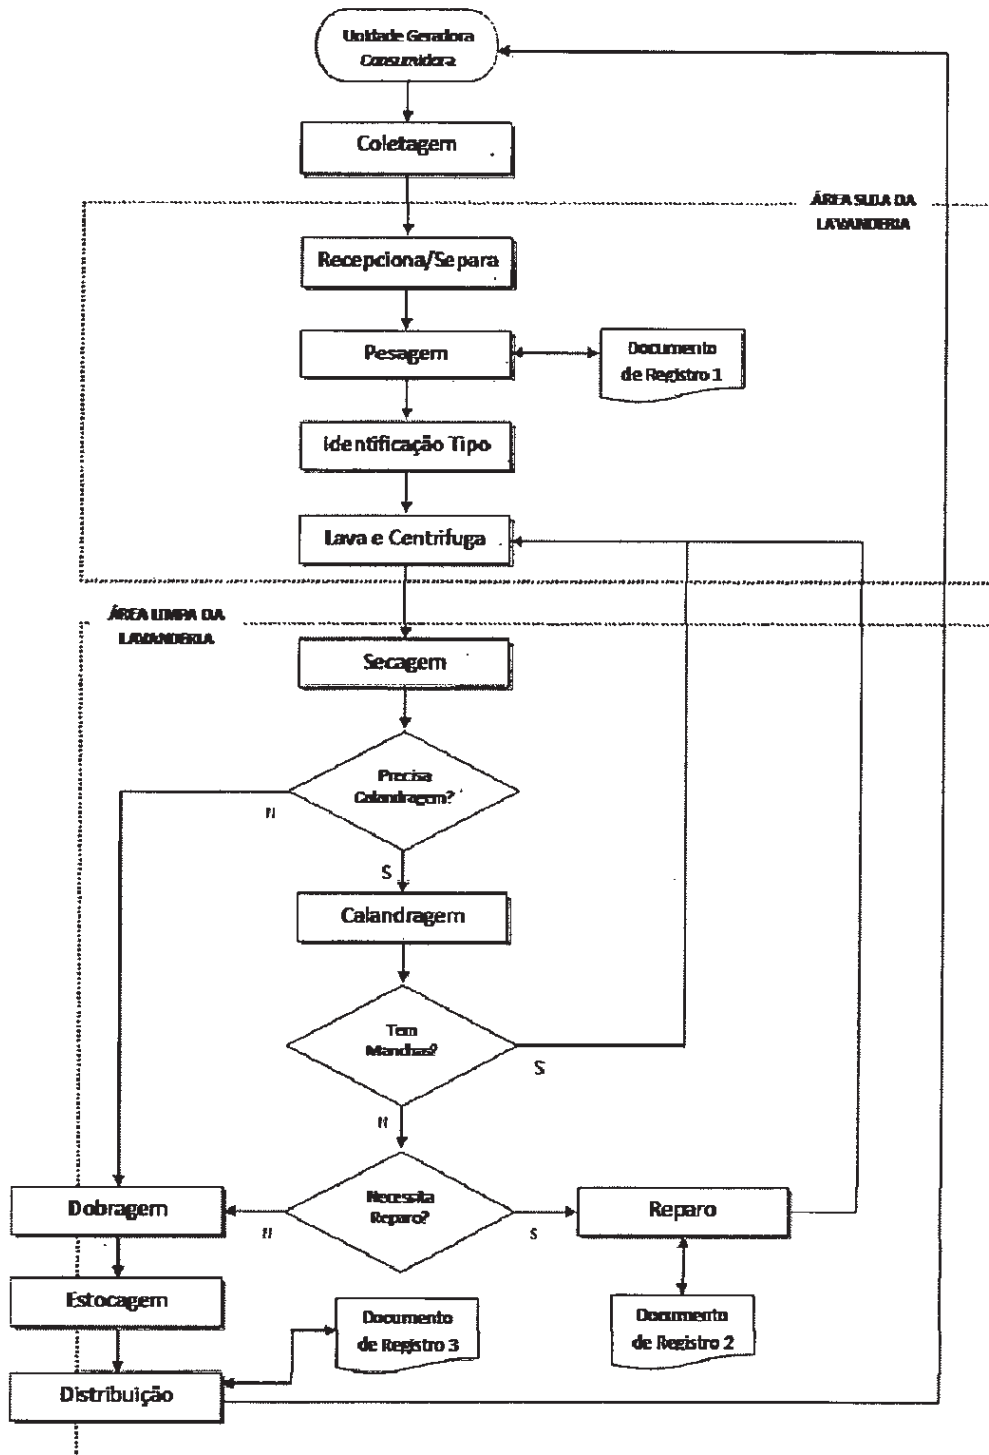 Unidade Geradora
Consumidora
Coletagem
ÁREA SUJA DA
LAVANDERIA
Recepciona/Separa
Pesagem
Documento
de Registro 1
Identificação Tipo
Lava e Centrifuga
ÁREA LIMPA DA
LAVANDERIA
Secagem
Precisa
Calandragem?
n
S
Calandragem
Tem
Manchas?
S
n
Necessita
Reparo?
n
s
Dobragem
Reparo
Estocagem
Documento
de Registro 3
Documento
de Registro 2
Distribuição